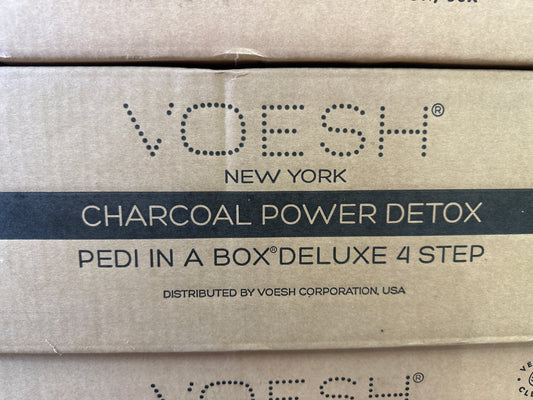 VOESH®
NEW YORK
CHARCOAL POWER DETOX
PEDI IN A BOX® DELUXE 4 STEP
DISTRIBUTED BY VOESH CORPORATION, USA
VOESH®